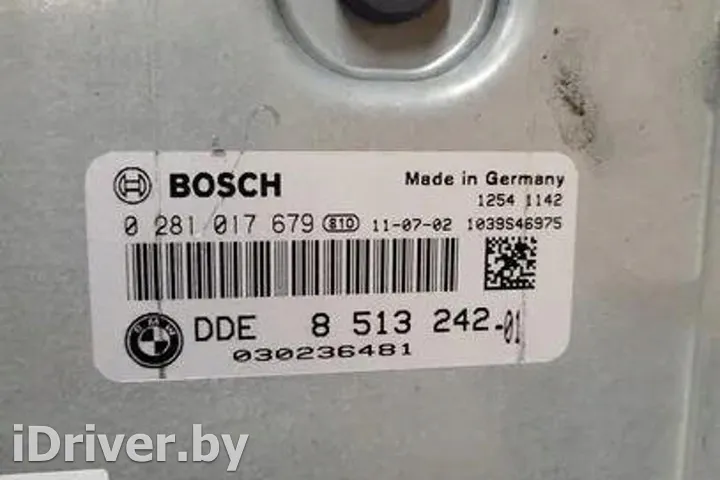 BOSCH Made in Germany
1254 1142
0 281 017 679 810 11-07-02 1039S46975
BMW DDE 8 513 242-01
030236481
iDriver.by